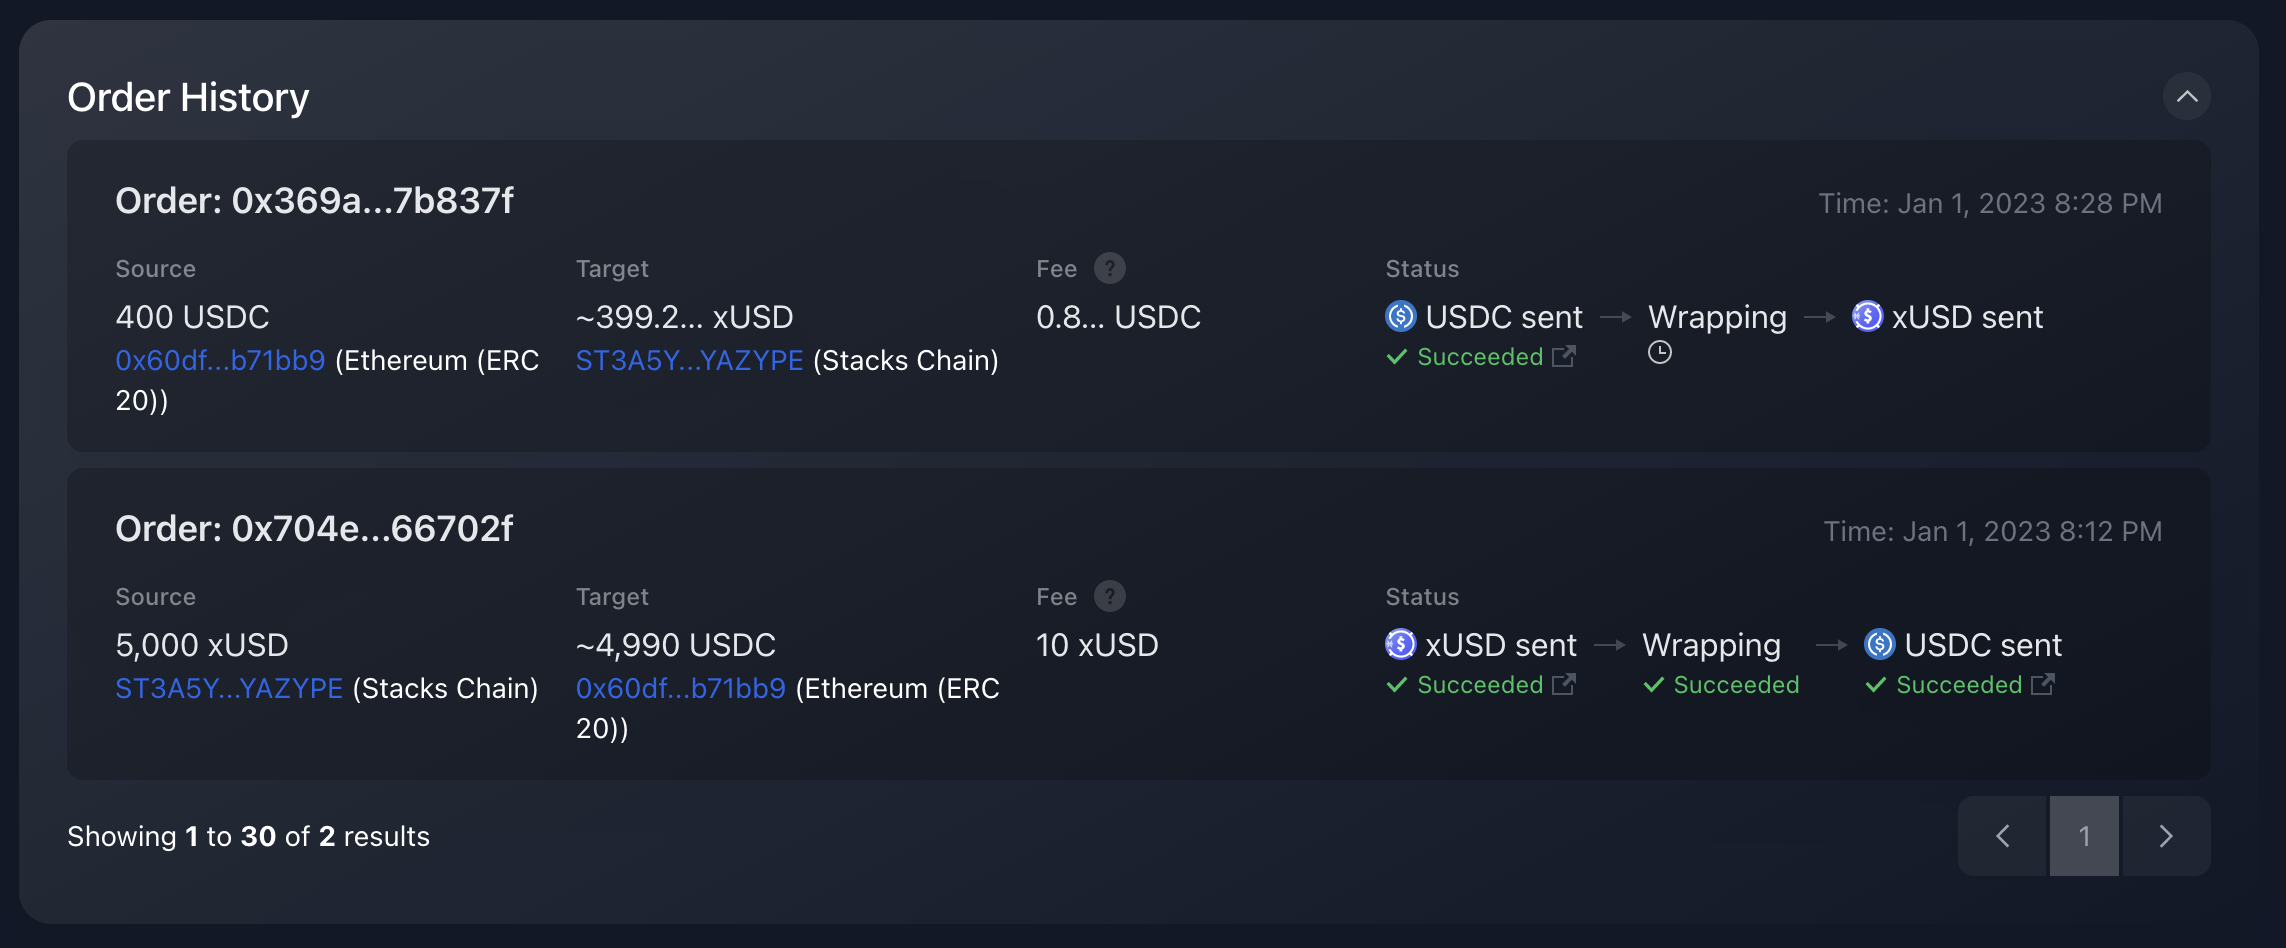 Order History
Order: 0x369a...7b837f
Time: Jan 1, 2023 8:28 PM
Source
Target
Fee ?
Status
400 USDC
~399.2... xUSD
0.8... USDC
USDC sent → Wrapping → xUSD sent
0x60df...b71bb9 (Ethereum (ERC
20))
ST3A5Y...YAZYPE (Stacks Chain)
Succeeded
Order: 0x704e...66702f
Time: Jan 1, 2023 8:12 PM
Source
Target
Fee ?
Status
5,000 xUSD
~4,990 USDC
10 xUSD
xUSD sent → Wrapping → USDC sent
ST3A5Y...YAZYPE (Stacks Chain)
0x60df...b71bb9 (Ethereum (ERC
20))
Succeeded
Succeeded
Succeeded
Showing 1 to 30 of 2 results
1